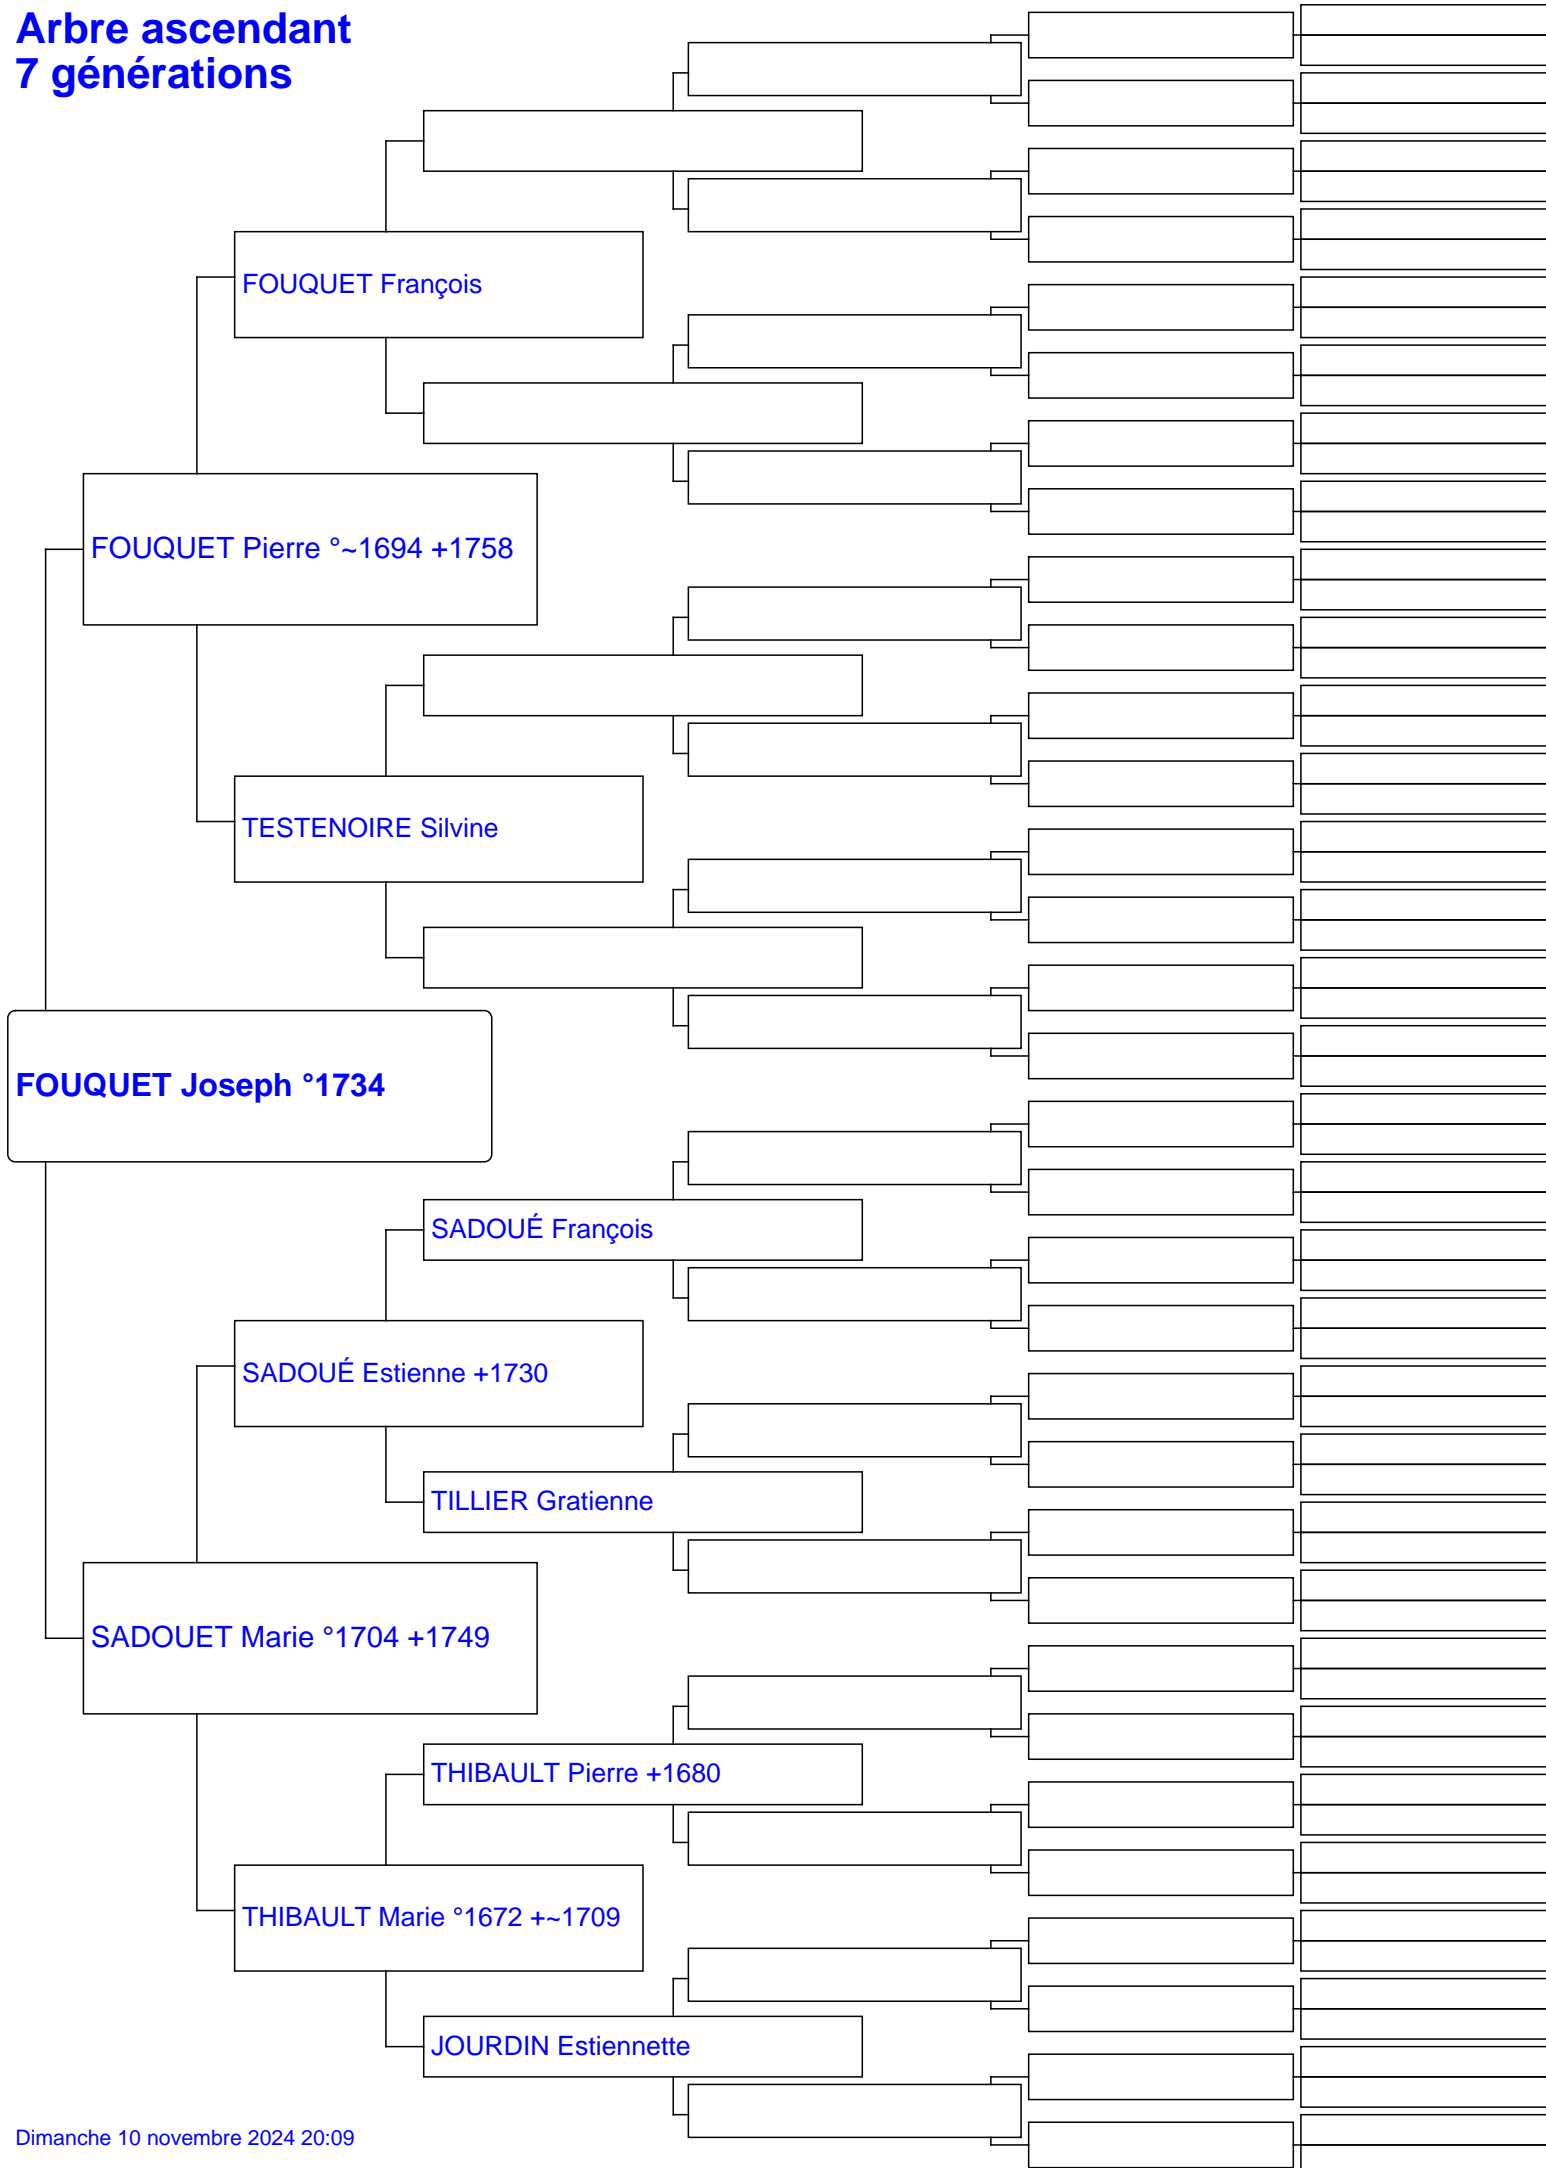 Arbre ascendant
7 générations
FOUQUET François
FOUQUET Pierre °~1694 +1758
TESTENOIRE Silvine
FOUQUET Joseph °1734
SADOUÉ François
SADOUÉ Estienne +1730
TILLIER Gratienne
SADOUET Marie °1704 +1749
THIBAULT Pierre +1680
THIBAULT Marie °1672 +~1709
JOURDIN Estiennette
Dimanche 10 novembre 2024 20:09